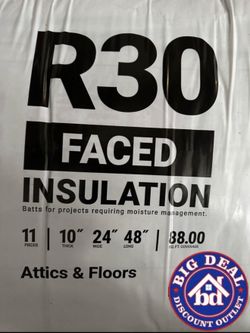 R30
FACED
INSULATION
Batts for projects requiring moisture management.
11 | 10" | 24" | 48" | 88.00
PIECES THICK WIDE LONG SQ.FT COVERAGE
Attics & Floors
BIG DEAL
bd
DISCOUNT OUTLET